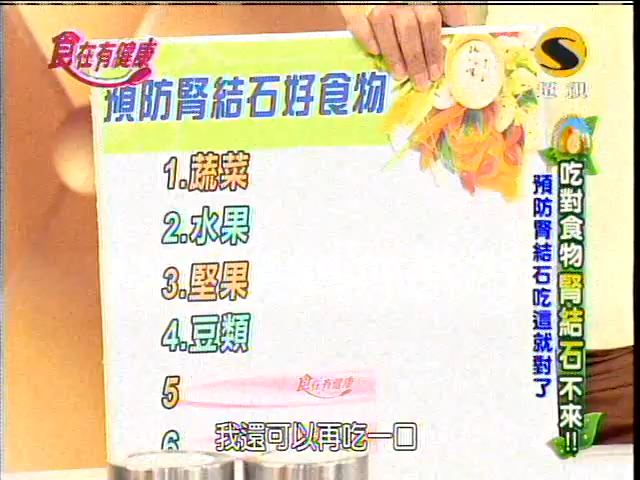 食在有健康
預防腎結石好食物
1.蔬菜
2.水果
3.堅果
4.豆類
5
食在有健康
6
我還可以再吃一口
電視
吃對食物腎結石不來!!
預防腎結石吃這就對了